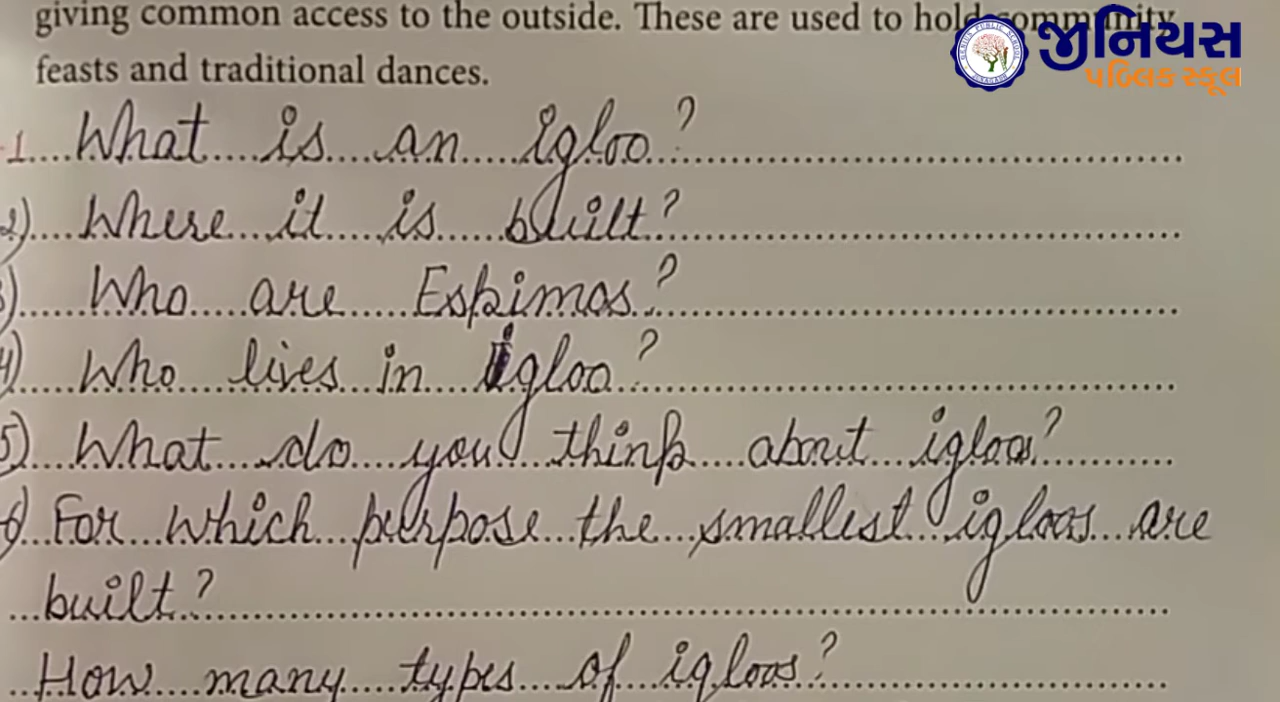 giving common access to the outside. These are used to hold community
feasts and traditional dances.
જીનિયસ
પબ્લિક સ્કૂલ
1. What is an igloo?
2) Where it is built?
3) Who are Eskimos?
4) Who lives in igloo?
5) What do you think about igloos?
6) For which purpose the smallest igloos are
built?
How many types of igloos?